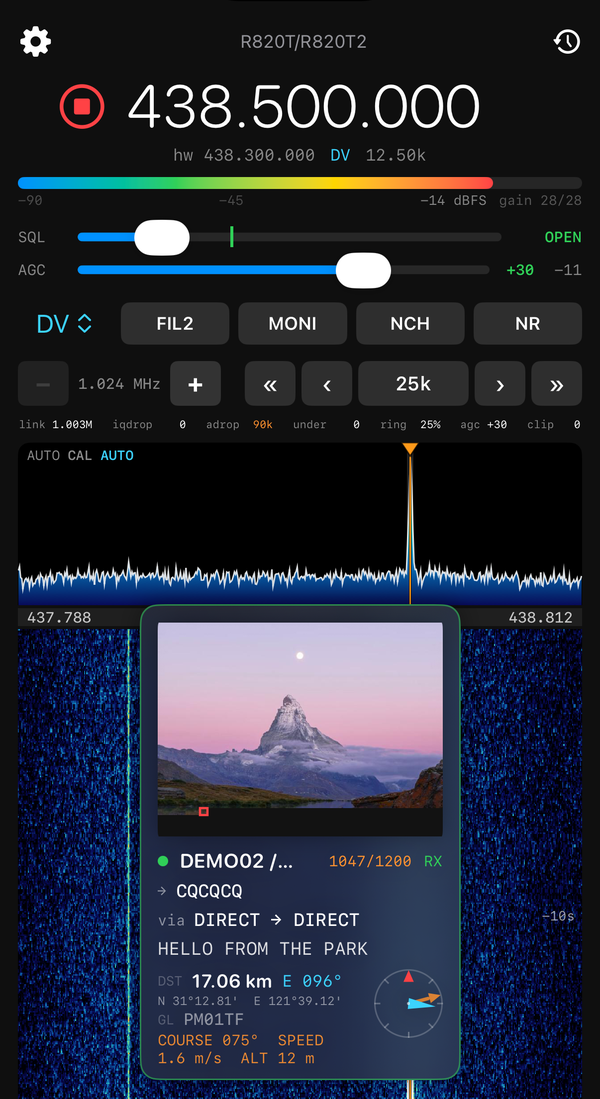 R820T/R820T2
438.500.000
hw 438.300.000 DV 12.50k
-90 -45 -14 dBFS gain 28/28
SQL OPEN
AGC +30 -11
DV FIL2 MONI NCH NR
− 1.024 MHz + « ‹ 25k › »
link 1.003M iqdrop 0 adrop 90k under 0 ring 25% agc +30 clip 0
AUTO CAL AUTO
437.788 438.812
DEMO02 /... 1047/1200 RX
→ CQCQCQ
-10s
via DIRECT → DIRECT
HELLO FROM THE PARK
DST 17.06 km E 096°
N 31°12.81' E 121°39.12'
GL PM01TF
COURSE 075° SPEED
1.6 m/s ALT 12 m